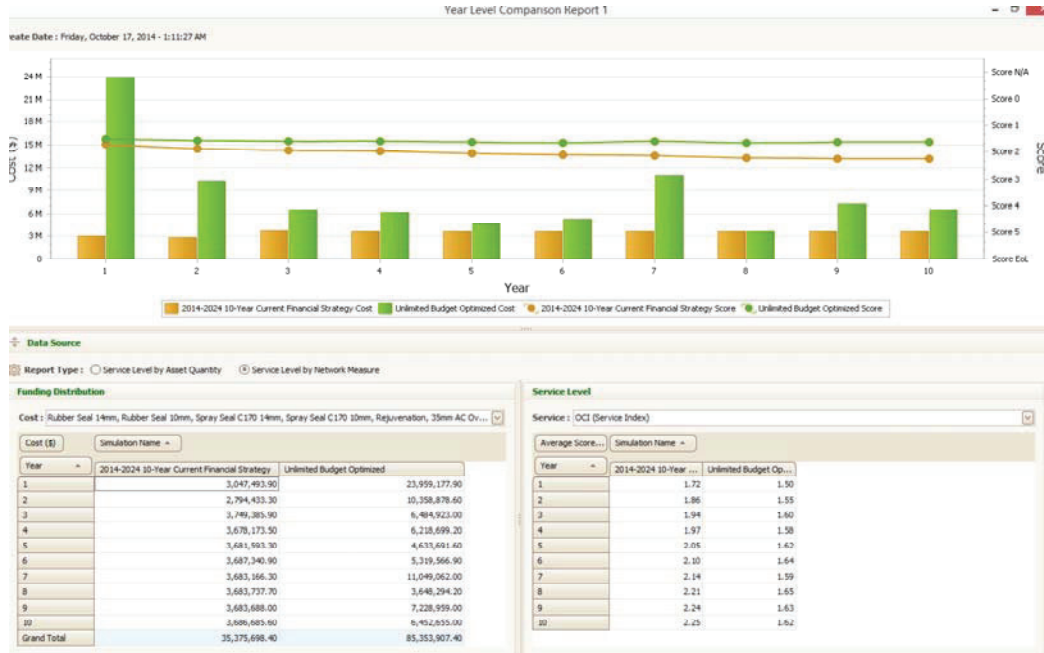 Year Level Comparison Report 1
eate Date : Friday, October 17, 2014 - 1:11:27 AM
24 M
21 M
18 M
15 M
12 M
9 M
6 M
3 M
0
Cost ($)
Score N/A
Score 0
Score 1
Score 2
Score 3
Score 4
Score 5
Score EoL
Score
1 2 3 4 5 6 7 8 9 10
Year
2014-2024 10-Year Current Financial Strategy Cost Unlimited Budget Optimized Cost 2014-2024 10-Year Current Financial Strategy Score Unlimited Budget Optimized Score
Data Source
Report Type : Service Level by Asset Quantity Service Level by Network Measure
Funding Distribution
Cost : Rubber Seal 14mm, Rubber Seal 10mm, Spray Seal C170 14mm, Spray Seal C170 10mm, Rejuvenation, 35mm AC Ov...
Cost ($) Simulation Name
Year 2014-2024 10-Year Current Financial Strategy Unlimited Budget Optimized
1 3,047,493.90 23,959,177.90
2 2,794,433.30 10,358,878.60
3 3,749,385.90 6,484,923.00
4 3,678,173.50 6,218,699.20
5 3,681,593.30 4,633,691.60
6 3,687,340.90 5,319,566.90
7 3,683,166.30 11,049,062.00
8 3,683,737.70 3,648,294.20
9 3,683,688.00 7,228,959.00
10 3,686,685.60 6,452,655.00
Grand Total 35,375,698.40 85,353,907.40
Service Level
Service : OCI (Service Index)
Average Score... Simulation Name
Year 2014-2024 10-Year ... Unlimited Budget Op...
1 1.72 1.50
2 1.86 1.55
3 1.94 1.60
4 1.97 1.58
5 2.05 1.62
6 2.10 1.64
7 2.14 1.59
8 2.21 1.65
9 2.24 1.63
10 2.25 1.62